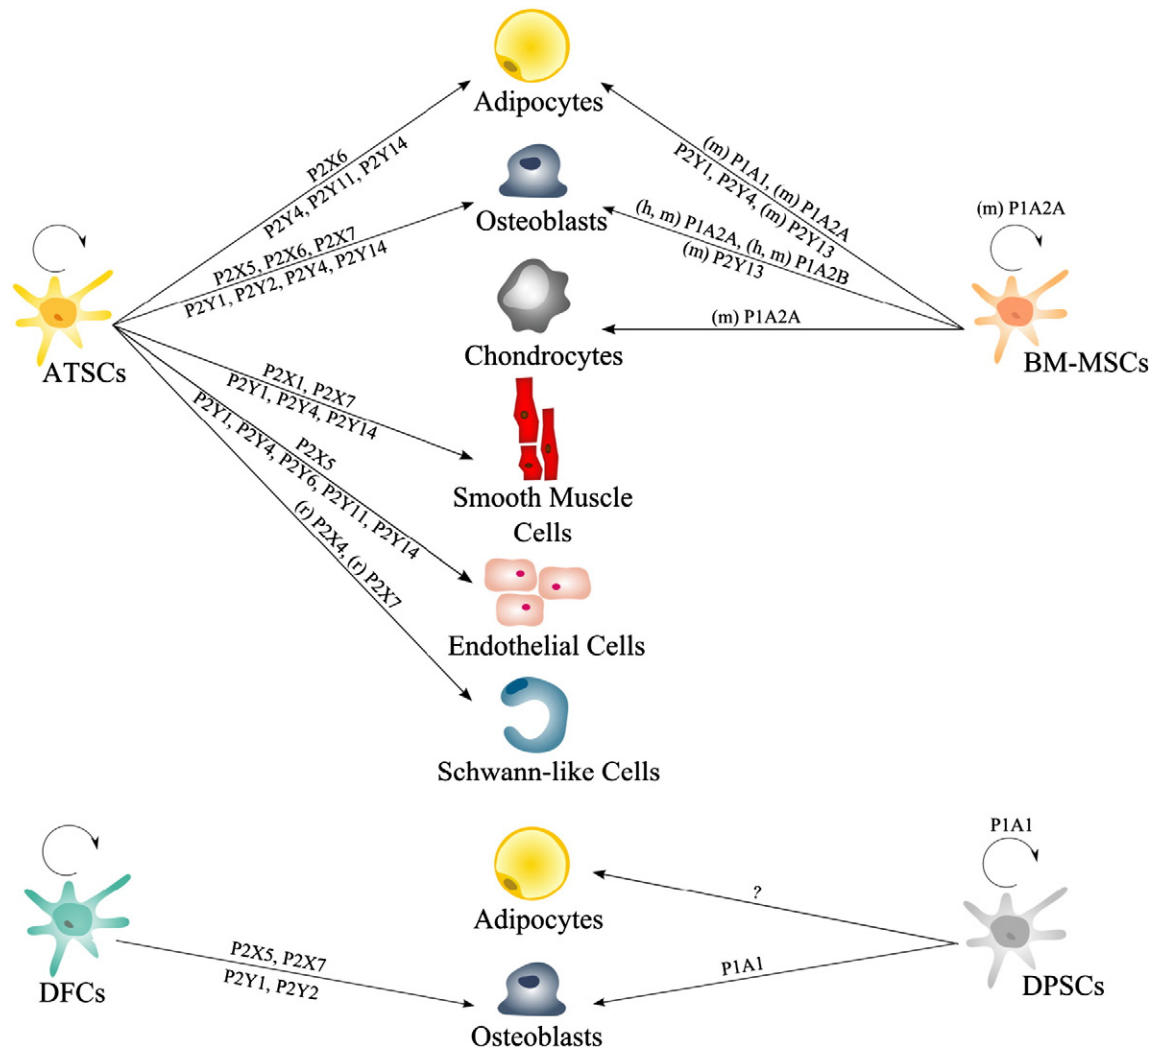 Adipocytes
P2X6
P2Y4, P2Y11, P2Y14
(m) P1A1, (m) P1A2A
P2Y1, P2Y4, (m) P2Y13
Osteoblasts
P2X5, P2X6, P2X7
P2Y1, P2Y2, P2Y4, P2Y14
(h, m) P1A2A, (h, m) P1A2B
(m) P2Y13
(m) P1A2A
ATSCs
Chondrocytes
(m) P1A2A
BM-MSCs
P2X1, P2X7
P2Y1, P2Y4, P2Y14
Smooth Muscle
Cells
P2X5
P2Y1, P2Y4, P2Y6, P2Y11, P2Y14
Endothelial Cells
(r) P2X4, (r) P2X7
Schwann-like Cells
Adipocytes
P1A1
?
DFCs
P2X5, P2X7
P2Y1, P2Y2
P1A1
DPSCs
Osteoblasts